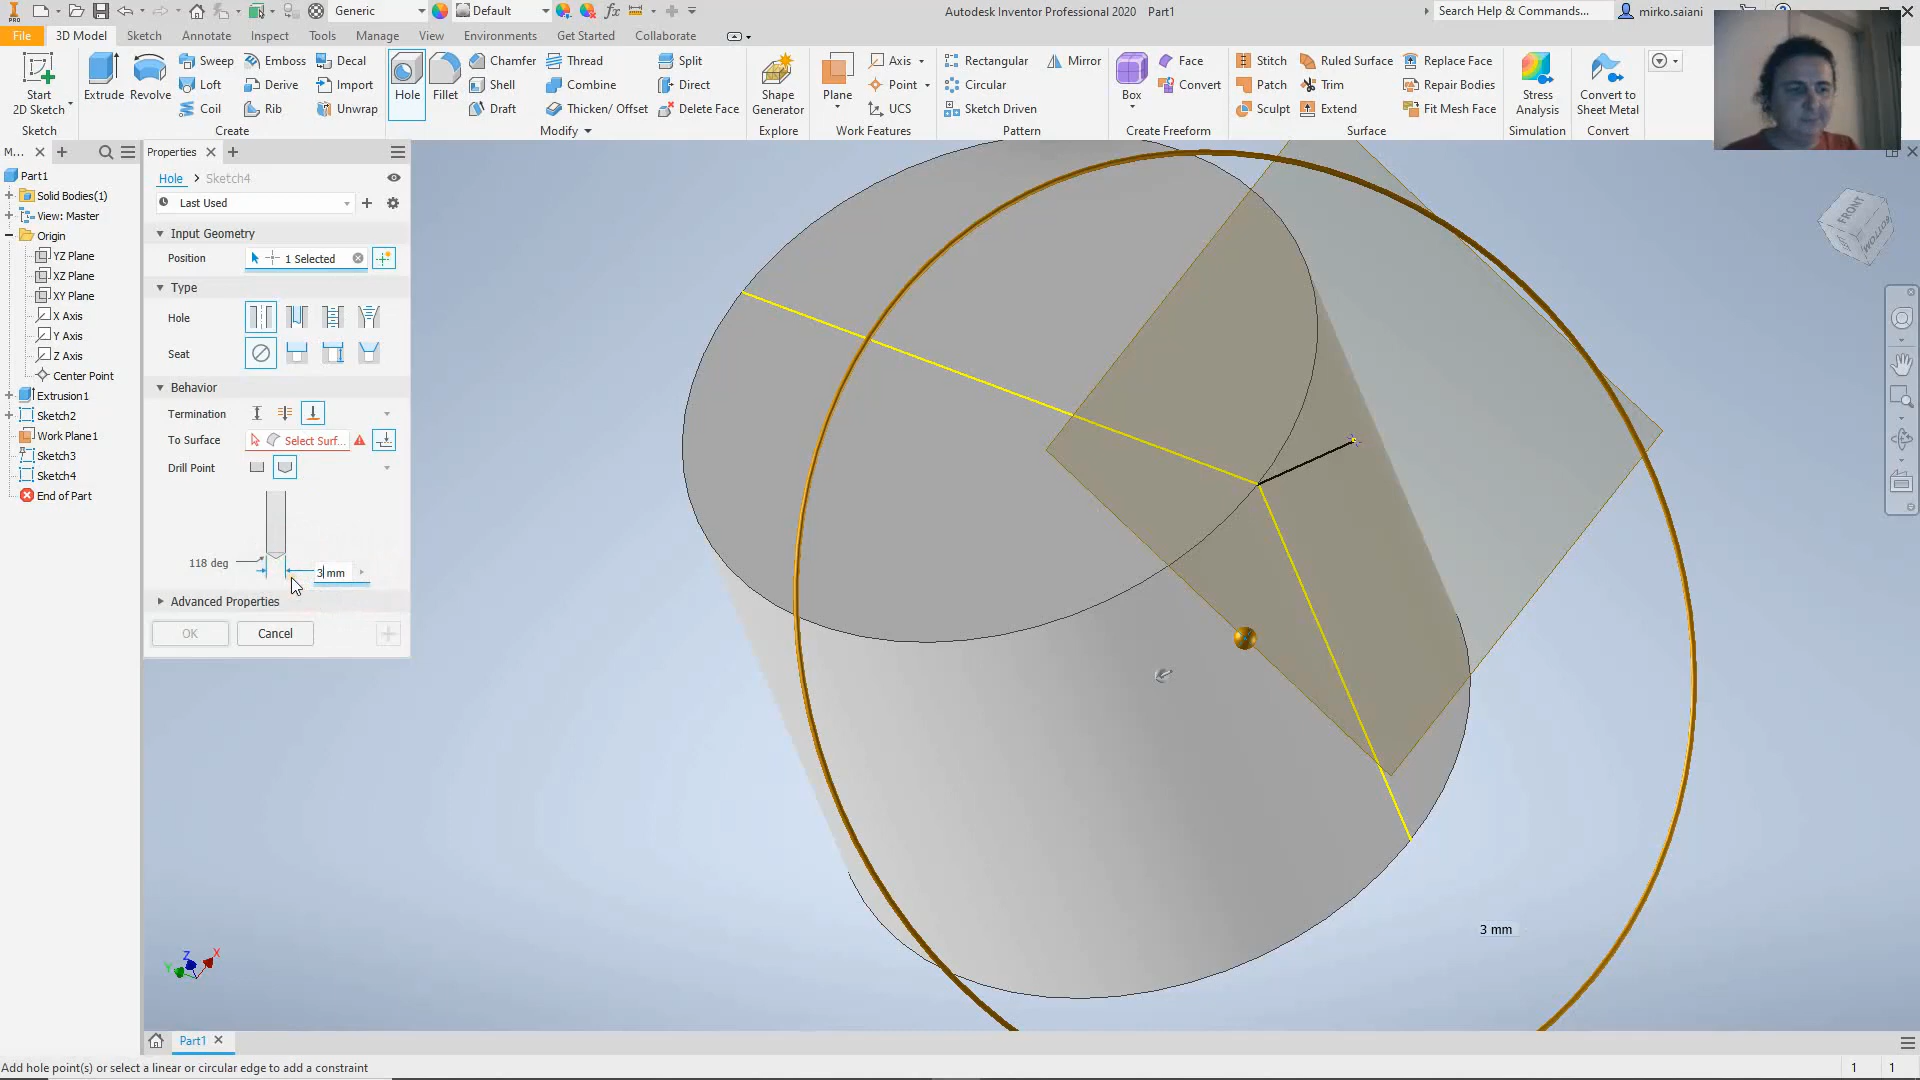 Generic
Default
Autodesk Inventor Professional 2020 Part1
Search Help & Commands...
mirko.saiani
File
3D Model
Sketch
Annotate
Inspect
Tools
Manage
View
Environments
Get Started
Collaborate
Start
2D Sketch
Sketch
Extrude
Revolve
Sweep
Loft
Coil
Emboss
Derive
Rib
Decal
Import
Unwrap
Create
Hole
Fillet
Chamfer
Shell
Draft
Thread
Combine
Thicken/ Offset
Split
Direct
Delete Face
Modify
Shape
Generator
Explore
Plane
Axis
Point
UCS
Work Features
Rectangular
Circular
Sketch Driven
Mirror
Pattern
Box
Face
Convert
Create Freeform
Stitch
Patch
Sculpt
Ruled Surface
Trim
Extend
Replace Face
Repair Bodies
Fit Mesh Face
Surface
Stress
Analysis
Simulation
Convert to
Sheet Metal
Convert
M...
Part1
Solid Bodies(1)
View: Master
Origin
YZ Plane
XZ Plane
XY Plane
X Axis
Y Axis
Z Axis
Center Point
Extrusion1
Sketch2
Work Plane1
Sketch3
Sketch4
End of Part
Properties
Hole > Sketch4
Last Used
Input Geometry
Position 1 Selected
Type
Hole
Seat
Behavior
Termination
To Surface Select Surf...
Drill Point
118 deg
3 mm
Advanced Properties
OK
Cancel
FRONT
BOTTOM
3 mm
Z
X
Y
Part1
Add hole point(s) or select a linear or circular edge to add a constraint
1 1